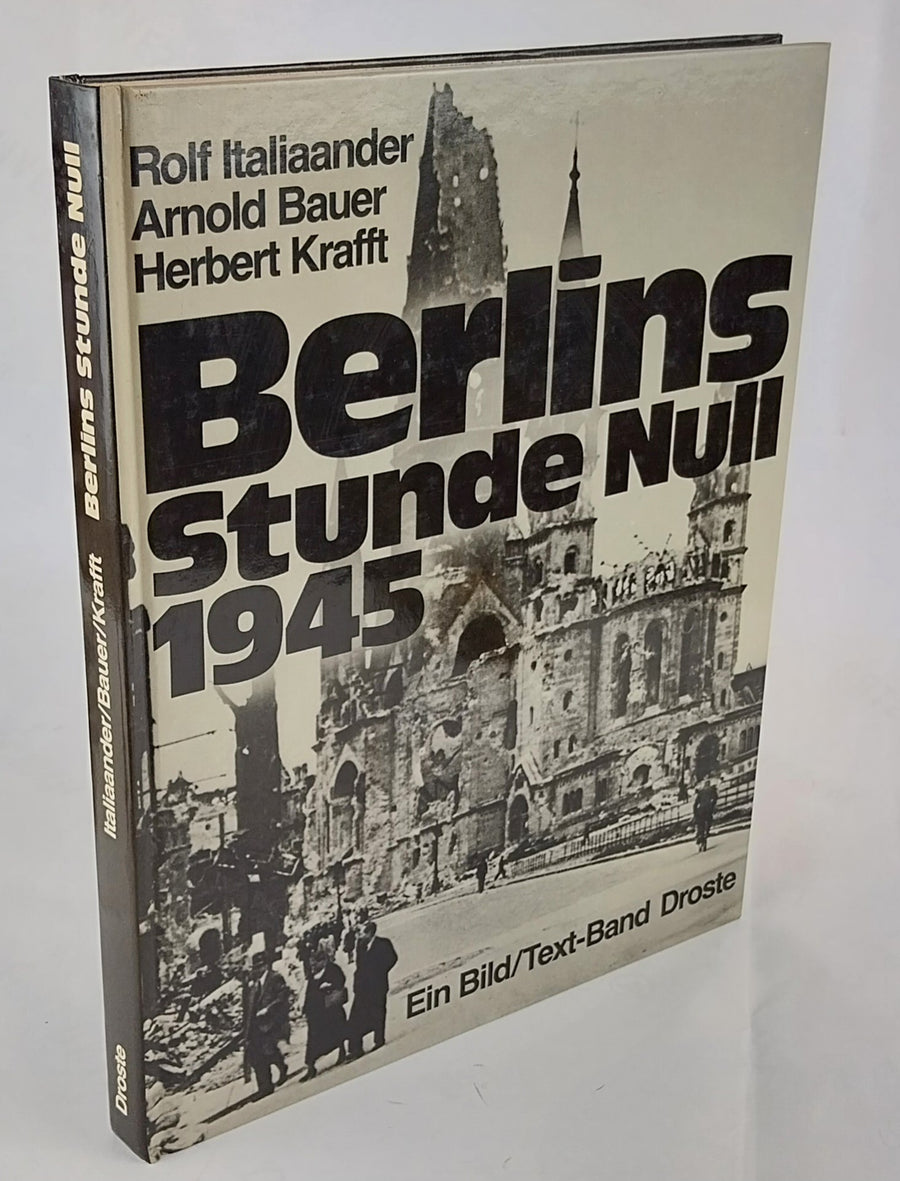 Rolf Italiaander
Arnold Bauer
Herbert Krafft
Berlins
Stunde Null
1945
Ein Bild/Text-Band Droste
Italiaander/Bauer/Krafft Berlins Stunde Null
Droste